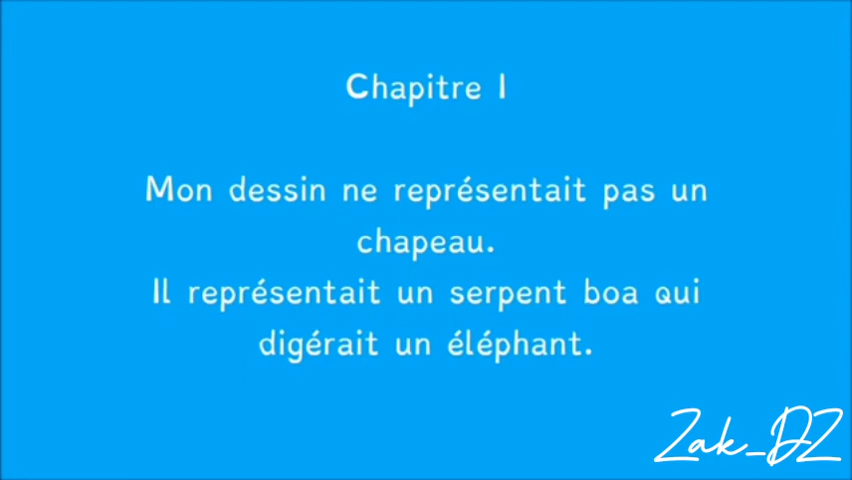 Chapitre I
Mon dessin ne représentait pas un
chapeau.
Il représentait un serpent boa qui
digérait un éléphant.
Zak_DZ